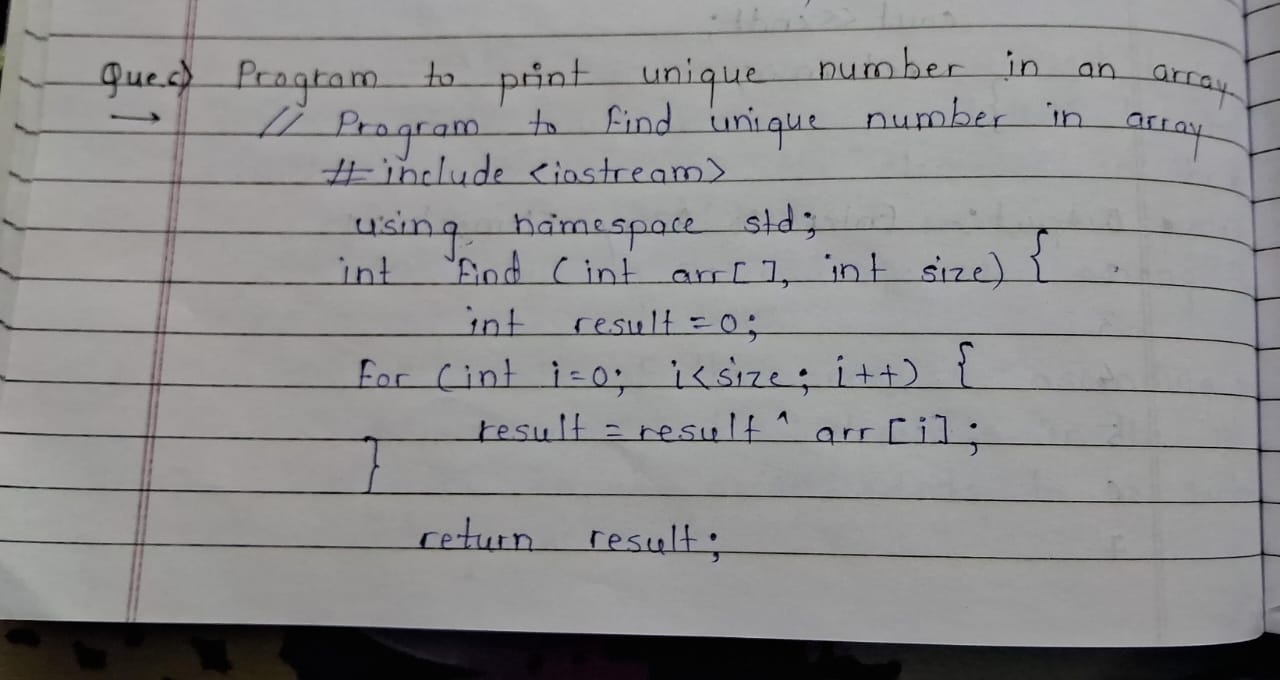 Que.c) Program to print unique number in an array
→ // Program to find unique number in array
#include <iostream>
using namespace std;
int find (int arr[], int size) {
int result = 0;
for (int i=0; i<size; i++) {
result = result ^ arr[i];
}
return result;